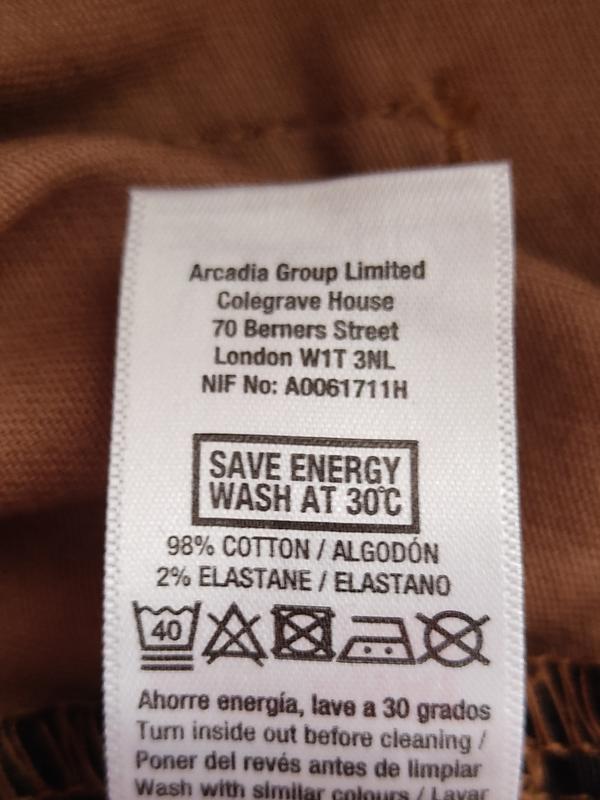 Arcadia Group Limited
Colegrave House
70 Berners Street
London W1T 3NL
NIF No: A0061711H
SAVE ENERGY
WASH AT 30°C
98% COTTON / ALGODÓN
2% ELASTANE / ELASTANO
40
Ahorre energía, lave a 30 grados
Turn inside out before cleaning /
Poner del revés antes de limpiar
Wash with similar colours / Lavar